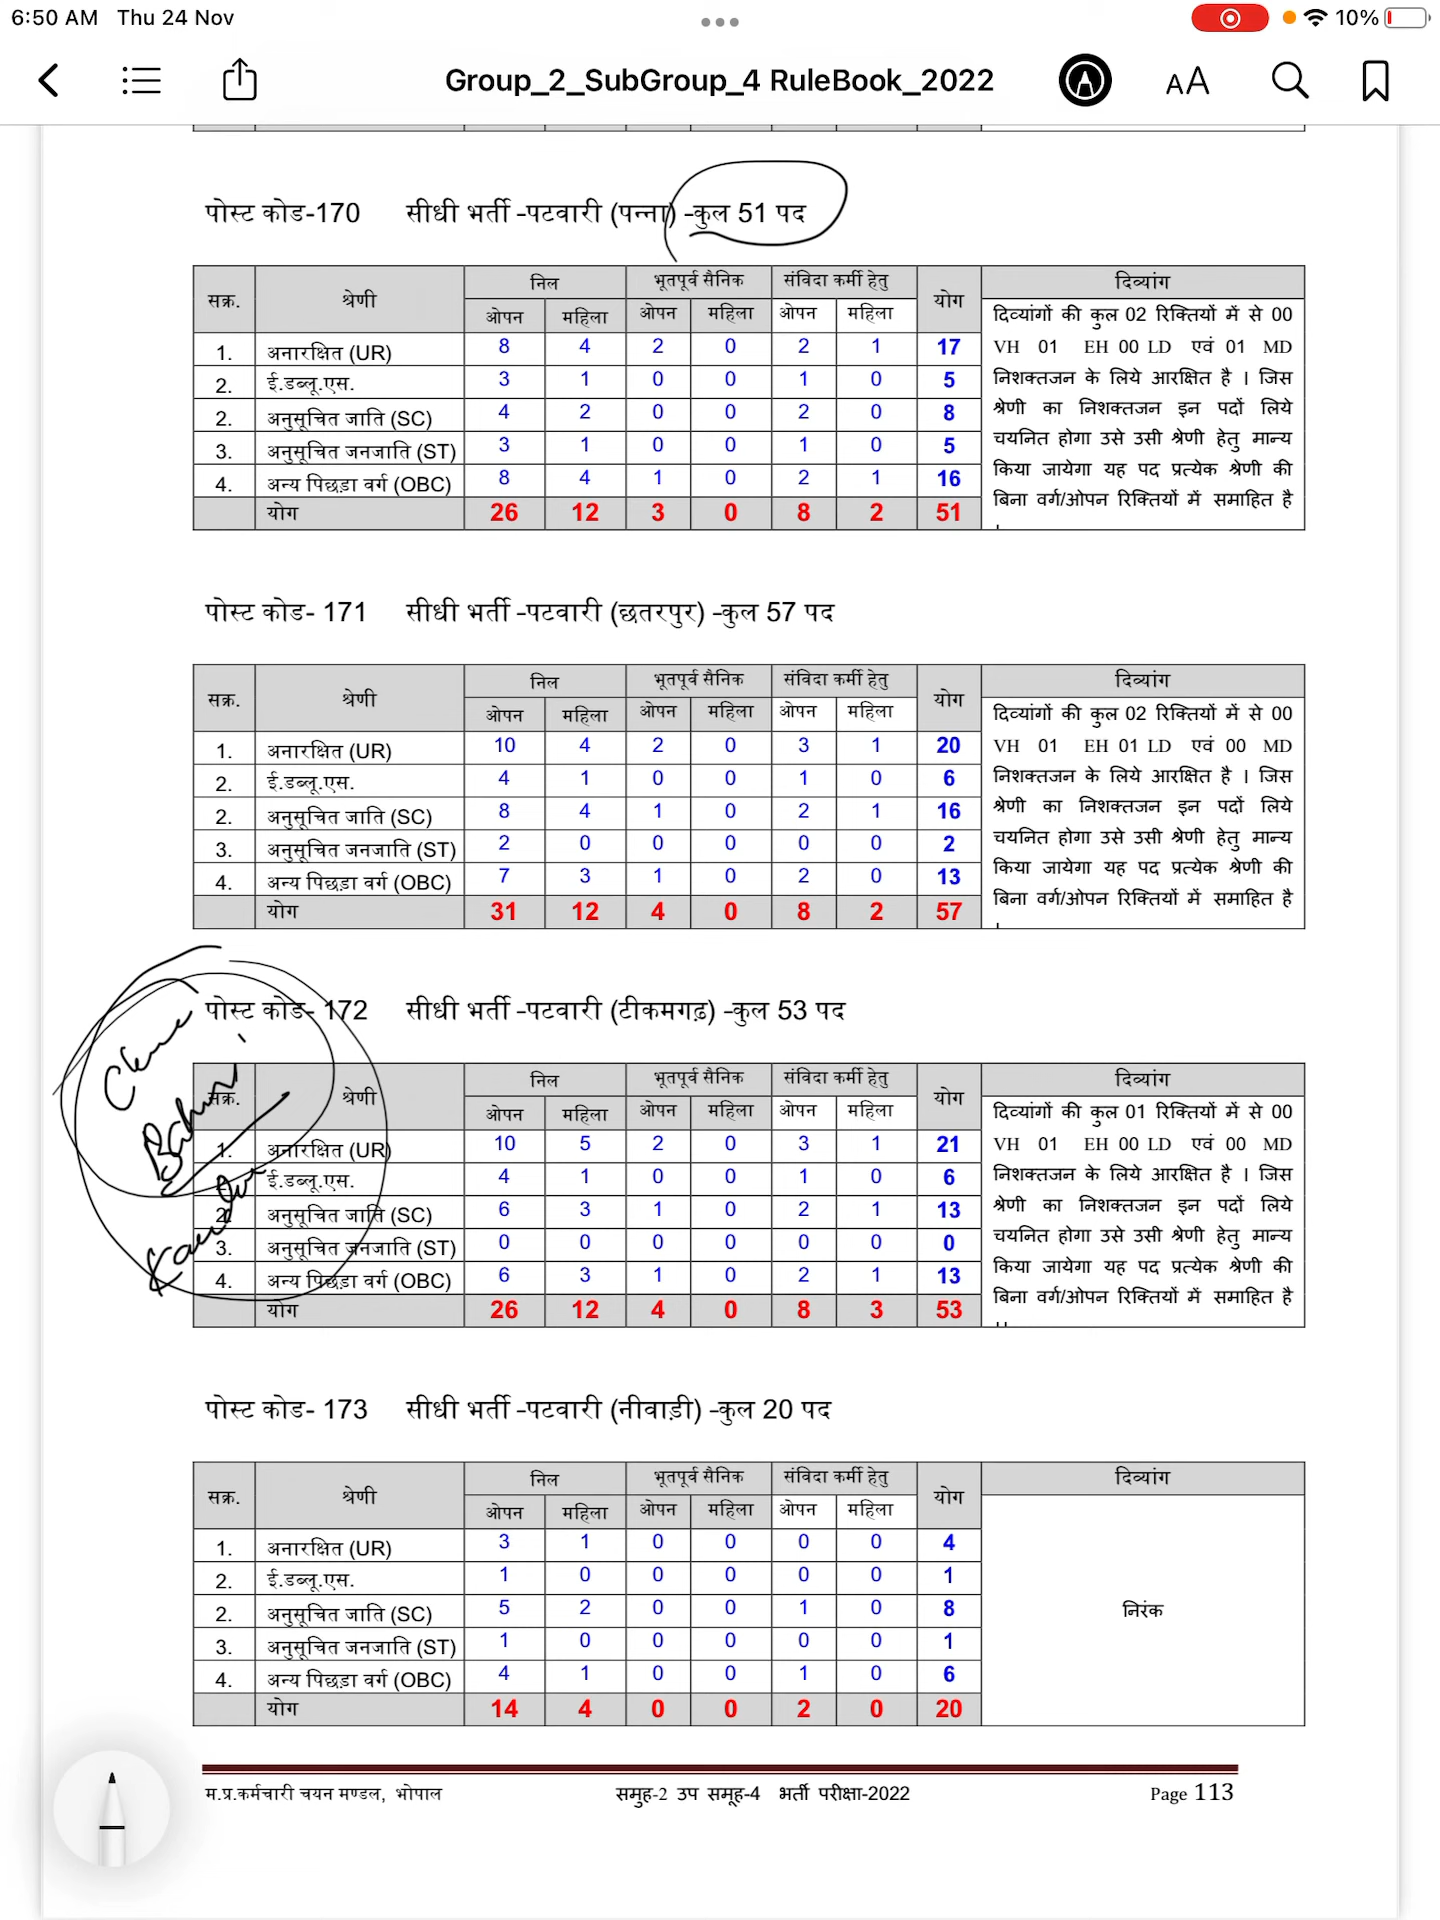 6:50 AM Thu 24 Nov
10%
Group_2_SubGroup_4 RuleBook_2022
AA
पोस्ट कोड-170 सीधी भर्ती -पटवारी (पन्ना) -कुल 51 पद
सक्र. श्रेणी निल भूतपूर्व सैनिक संविदा कर्मी हेतु योग दिव्यांग
ओपन महिला ओपन महिला ओपन महिला
1. अनारक्षित (UR) 8 4 2 0 2 1 17
2. ई.डब्लू.एस. 3 1 0 0 1 0 5
2. अनुसूचित जाति (SC) 4 2 0 0 2 0 8
3. अनुसूचित जनजाति (ST) 3 1 0 0 1 0 5
4. अन्य पिछड़ा वर्ग (OBC) 8 4 1 0 2 1 16
योग 26 12 3 0 8 2 51
दिव्यांगों की कुल 02 रिक्तियों में से 00
VH 01 EH 00 LD एवं 01 MD
निशक्तजन के लिये आरक्षित है । जिस
श्रेणी का निशक्तजन इन पदों लिये
चयनित होगा उसे उसी श्रेणी हेतु मान्य
किया जायेगा यह पद प्रत्येक श्रेणी की
बिना वर्ग/ओपन रिक्तियों में समाहित है
पोस्ट कोड- 171 सीधी भर्ती -पटवारी (छतरपुर) -कुल 57 पद
सक्र. श्रेणी निल भूतपूर्व सैनिक संविदा कर्मी हेतु योग दिव्यांग
ओपन महिला ओपन महिला ओपन महिला
1. अनारक्षित (UR) 10 4 2 0 3 1 20
2. ई.डब्लू.एस. 4 1 0 0 1 0 6
2. अनुसूचित जाति (SC) 8 4 1 0 2 1 16
3. अनुसूचित जनजाति (ST) 2 0 0 0 0 0 2
4. अन्य पिछड़ा वर्ग (OBC) 7 3 1 0 2 0 13
योग 31 12 4 0 8 2 57
दिव्यांगों की कुल 02 रिक्तियों में से 00
VH 01 EH 01 LD एवं 00 MD
निशक्तजन के लिये आरक्षित है । जिस
श्रेणी का निशक्तजन इन पदों लिये
चयनित होगा उसे उसी श्रेणी हेतु मान्य
किया जायेगा यह पद प्रत्येक श्रेणी की
बिना वर्ग/ओपन रिक्तियों में समाहित है
पोस्ट कोड- 172 सीधी भर्ती -पटवारी (टीकमगढ़) -कुल 53 पद
सक्र. श्रेणी निल भूतपूर्व सैनिक संविदा कर्मी हेतु योग दिव्यांग
ओपन महिला ओपन महिला ओपन महिला
1. अनारक्षित (UR) 10 5 2 0 3 1 21
2. ई.डब्लू.एस. 4 1 0 0 1 0 6
2. अनुसूचित जाति (SC) 6 3 1 0 2 1 13
3. अनुसूचित जनजाति (ST) 0 0 0 0 0 0 0
4. अन्य पिछड़ा वर्ग (OBC) 6 3 1 0 2 1 13
योग 26 12 4 0 8 3 53
दिव्यांगों की कुल 01 रिक्तियों में से 00
VH 01 EH 00 LD एवं 00 MD
निशक्तजन के लिये आरक्षित है । जिस
श्रेणी का निशक्तजन इन पदों लिये
चयनित होगा उसे उसी श्रेणी हेतु मान्य
किया जायेगा यह पद प्रत्येक श्रेणी की
बिना वर्ग/ओपन रिक्तियों में समाहित है
पोस्ट कोड- 173 सीधी भर्ती -पटवारी (नीवाड़ी) -कुल 20 पद
सक्र. श्रेणी निल भूतपूर्व सैनिक संविदा कर्मी हेतु योग दिव्यांग
ओपन महिला ओपन महिला ओपन महिला
1. अनारक्षित (UR) 3 1 0 0 0 0 4
2. ई.डब्लू.एस. 1 0 0 0 0 0 1
2. अनुसूचित जाति (SC) 5 2 0 0 1 0 8
3. अनुसूचित जनजाति (ST) 1 0 0 0 0 0 1
4. अन्य पिछड़ा वर्ग (OBC) 4 1 0 0 1 0 6
योग 14 4 0 0 2 0 20
निरंक
म.प्र.कर्मचारी चयन मण्डल, भोपाल समुह-2 उप समूह-4 भर्ती परीक्षा-2022 Page 113